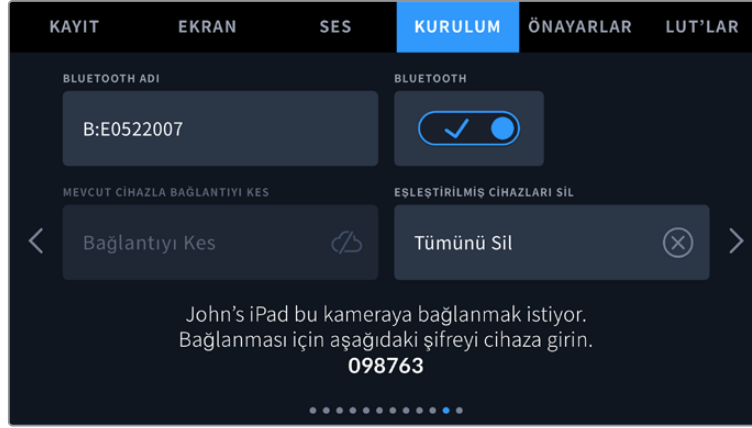 KAYIT EKRAN SES KURULUM ÖNAYARLAR LUT'LAR
BLUETOOTH ADI BLUETOOTH
B:E0522007
MEVCUT CİHAZLA BAĞLANTIYI KES EŞLEŞTİRİLMİŞ CİHAZLARI SİL
Bağlantıyı Kes Tümünü Sil
John's iPad bu kameraya bağlanmak istiyor.
Bağlanması için aşağıdaki şifreyi cihaza girin.
098763